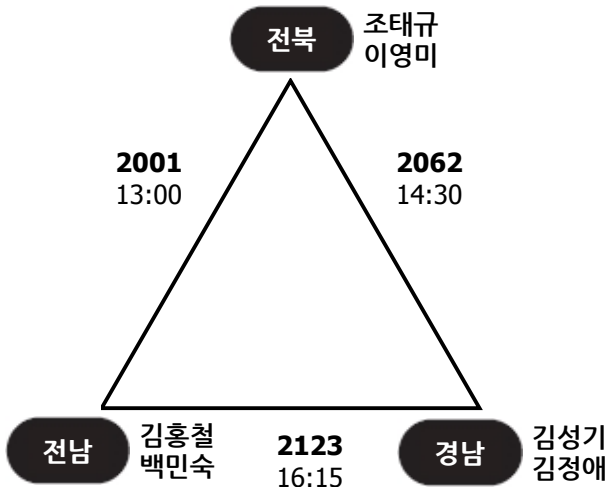 전북
조태규
이영미
2001
13:00
2062
14:30
전남
김홍철
백민숙
2123
16:15
경남
김성기
김정애